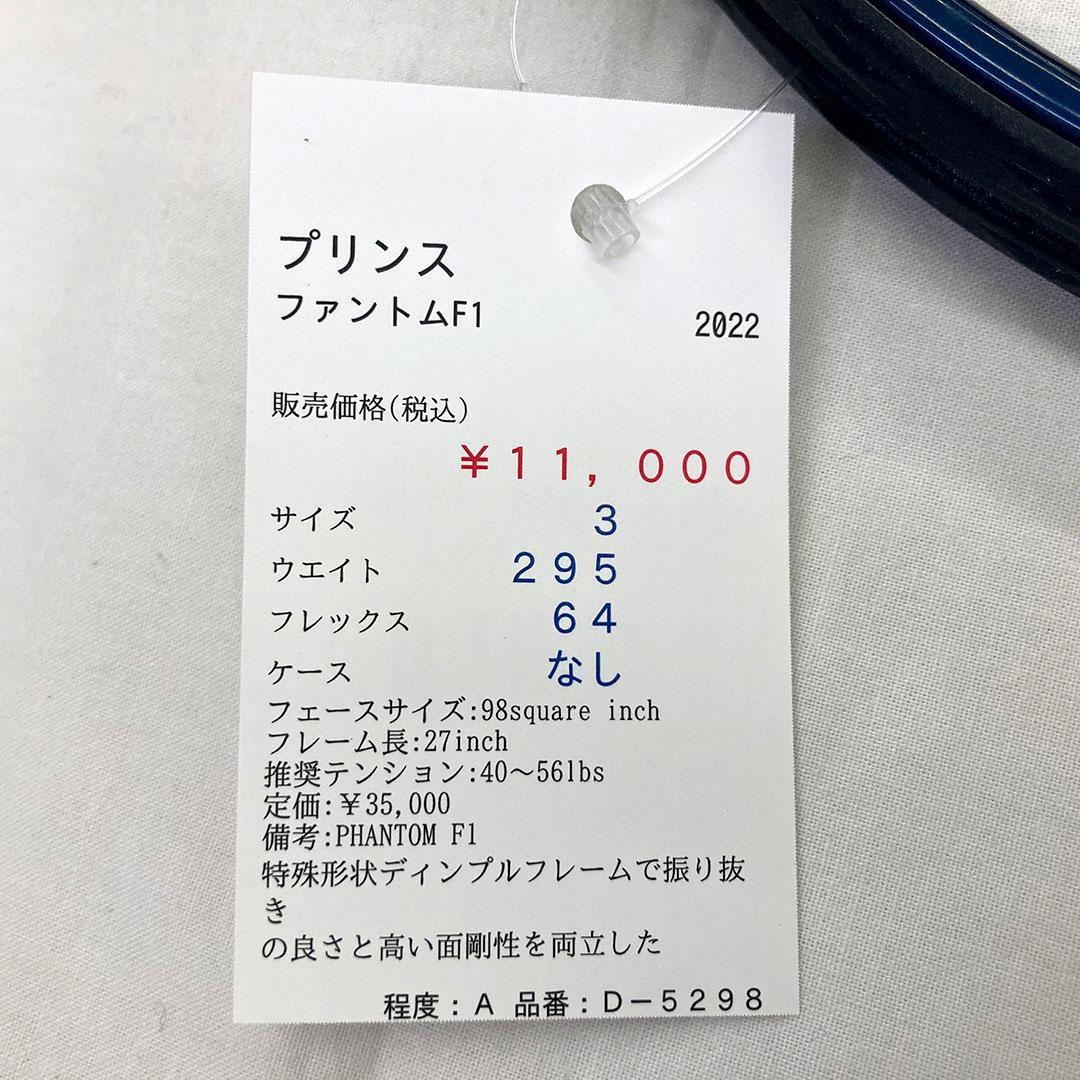 プリンス
ファントムF1 2022
販売価格(税込)
￥１１，０００
サイズ 3
ウエイト ２９５
フレックス ６４
ケース なし
フェースサイズ:98square inch
フレーム長:27inch
推奨テンション:40～56lbs
定価:￥35,000
備考:PHANTOM F1
特殊形状ディンプルフレームで振り抜
き
の良さと高い面剛性を両立した
程度：Ａ 品番：Ｄ－５２９８